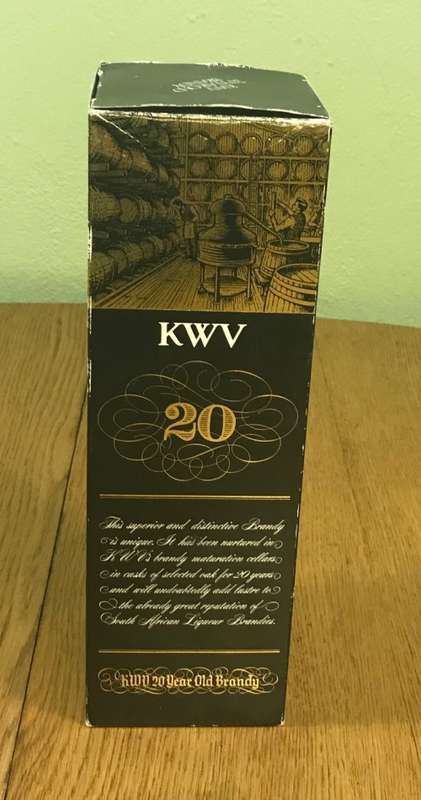 KWV
20
This superior and distinctive Brandy
is unique. It has been nurtured in
K.W.V.'s brandy maturation cellars
in casks of selected oak for 20 years
and will undoubtedly add lustre to
the already great reputation of
South African Liqueur Brandies.
KWV 20 Year Old Brandy